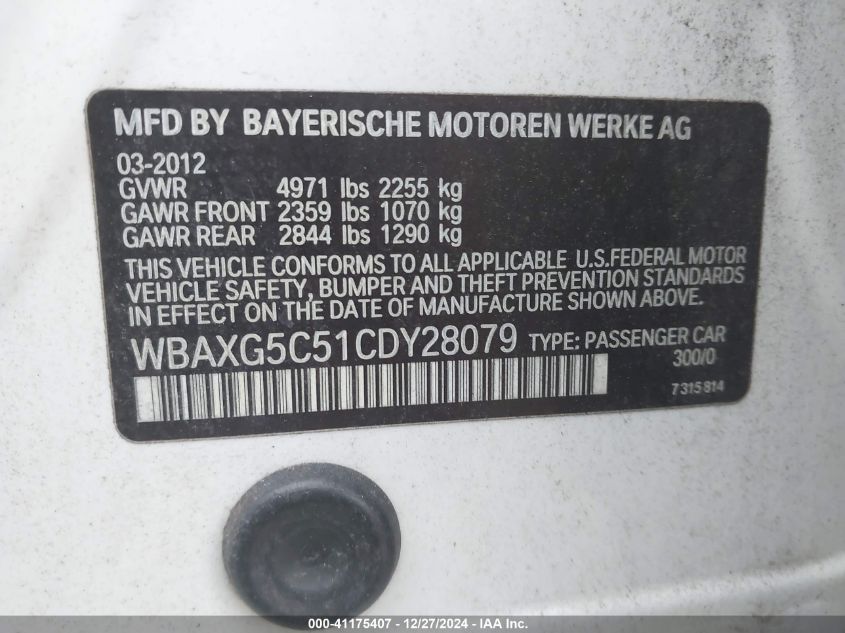 MFD BY BAYERISCHE MOTOREN WERKE AG
03-2012
GVWR 4971 lbs 2255 kg
GAWR FRONT 2359 lbs 1070 kg
GAWR REAR 2844 lbs 1290 kg
THIS VEHICLE CONFORMS TO ALL APPLICABLE U.S.FEDERAL MOTOR
VEHICLE SAFETY, BUMPER AND THEFT PREVENTION STANDARDS
IN EFFECT ON THE DATE OF MANUFACTURE SHOWN ABOVE.
WBAXG5C51CDY28079 TYPE: PASSENGER CAR
300/0
7 315 814
000-41175407 - 12/27/2024 - IAA Inc.